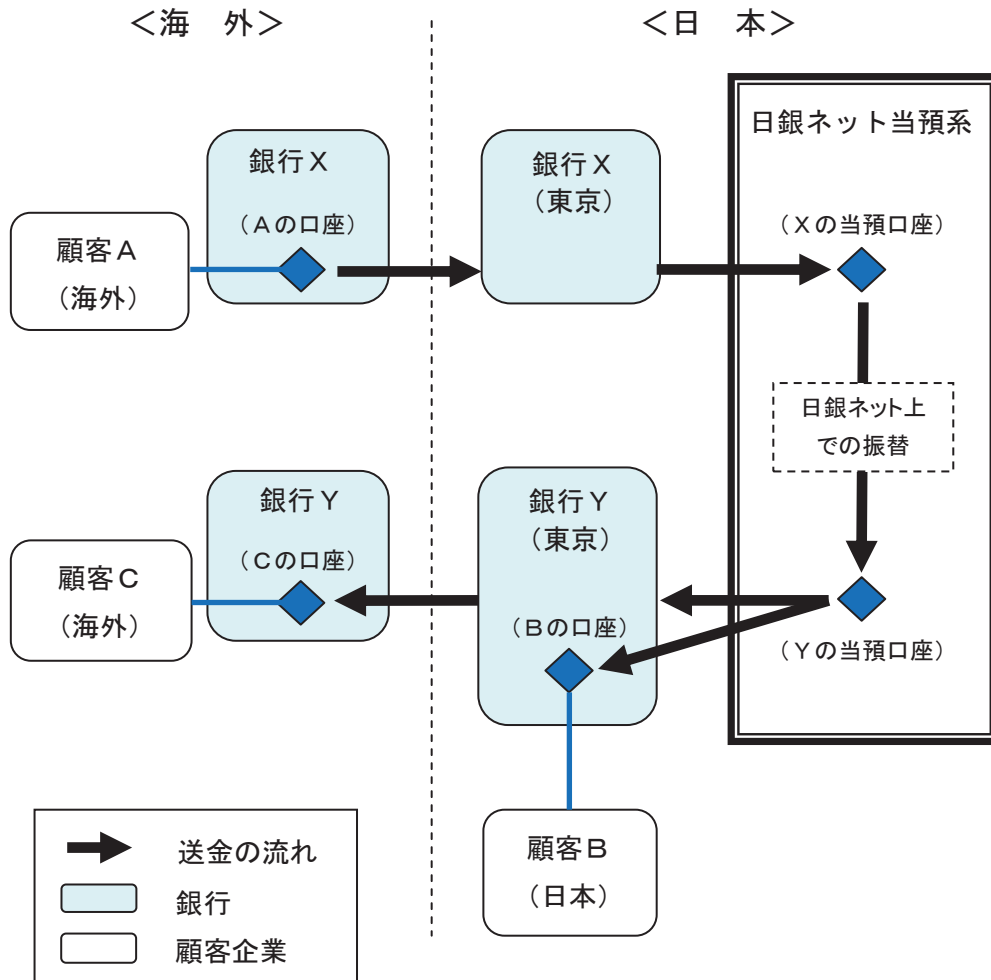 <海　外>
<日　本>
日銀ネット当預系
銀行X
(Aの口座)
銀行X
(東京)
(Xの当預口座)
顧客A
(海外)
日銀ネット上
での振替
銀行Y
(Cの口座)
銀行Y
(東京)
顧客C
(海外)
(Bの口座)
(Yの当預口座)
顧客B
(日本)
送金の流れ
銀行
顧客企業